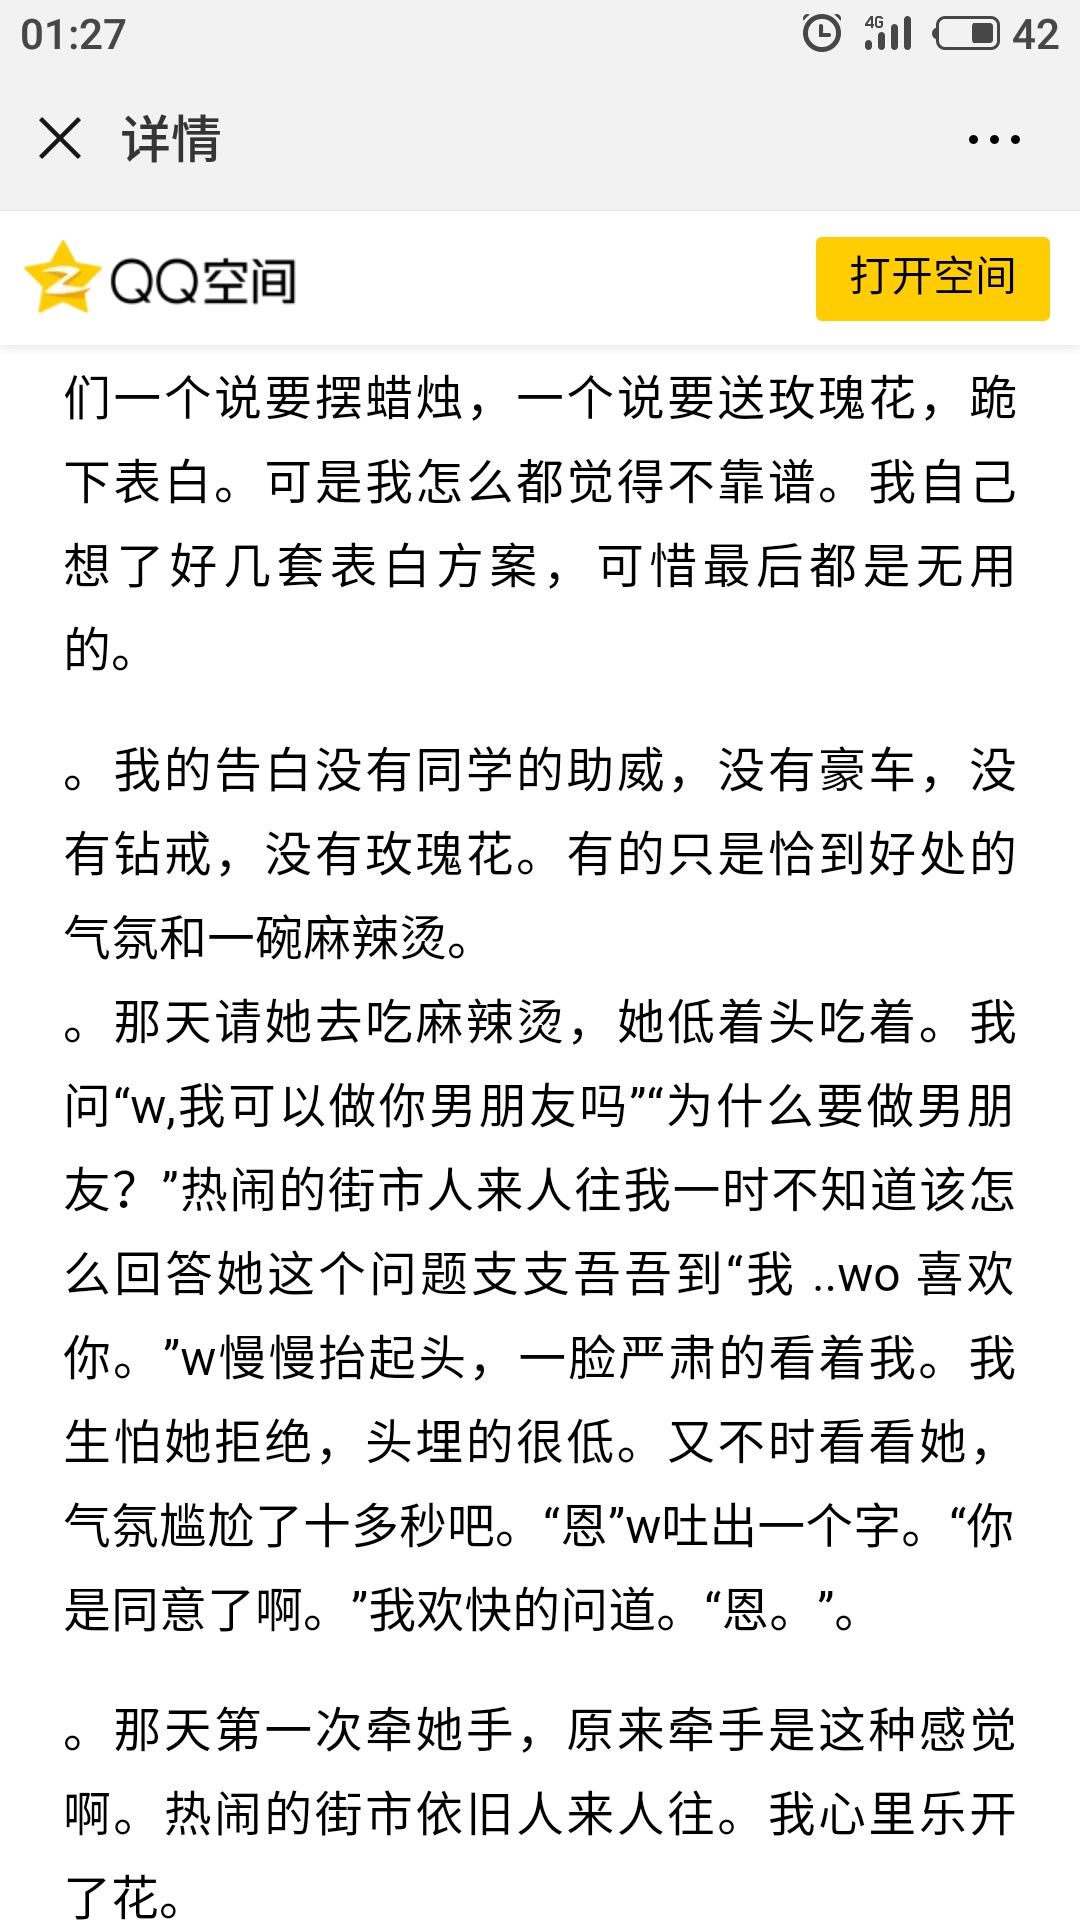 01:27
4G
42
详情
QQ空间
打开空间
们一个说要摆蜡烛，一个说要送玫瑰花，跪
下表白。可是我怎么都觉得不靠谱。我自己
想了好几套表白方案，可惜最后都是无用
的。
。我的告白没有同学的助威，没有豪车，没
有钻戒，没有玫瑰花。有的只是恰到好处的
气氛和一碗麻辣烫。
。那天请她去吃麻辣烫，她低着头吃着。我
问“w,我可以做你男朋友吗”“为什么要做男朋
友？”热闹的街市人来人往我一时不知道该怎
么回答她这个问题支支吾吾到“我 ..wo 喜欢
你。”w慢慢抬起头，一脸严肃的看着我。我
生怕她拒绝，头埋的很低。又不时看看她，
气氛尴尬了十多秒吧。“恩”w吐出一个字。“你
是同意了啊。”我欢快的问道。“恩。”。
。那天第一次牵她手，原来牵手是这种感觉
啊。热闹的街市依旧人来人往。我心里乐开
了花。